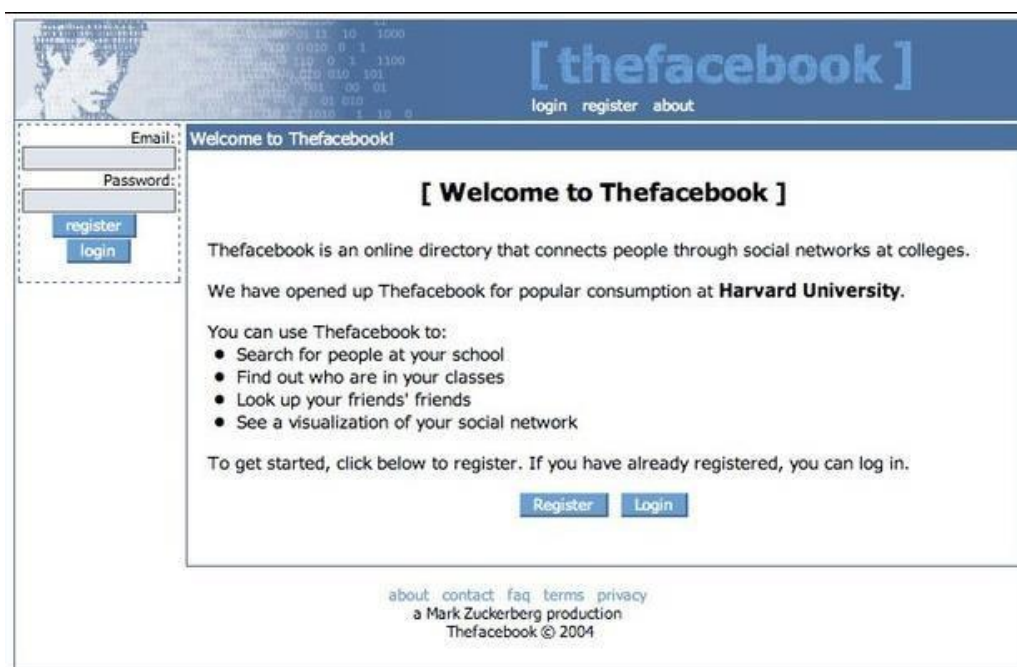 [ thefacebook ]
login register about
Email:
Password:
register
login
Welcome to Thefacebook!
[ Welcome to Thefacebook ]
Thefacebook is an online directory that connects people through social networks at colleges.
We have opened up Thefacebook for popular consumption at Harvard University.
You can use Thefacebook to:
• Search for people at your school
• Find out who are in your classes
• Look up your friends' friends
• See a visualization of your social network
To get started, click below to register. If you have already registered, you can log in.
Register Login
about contact faq terms privacy
a Mark Zuckerberg production
Thefacebook © 2004